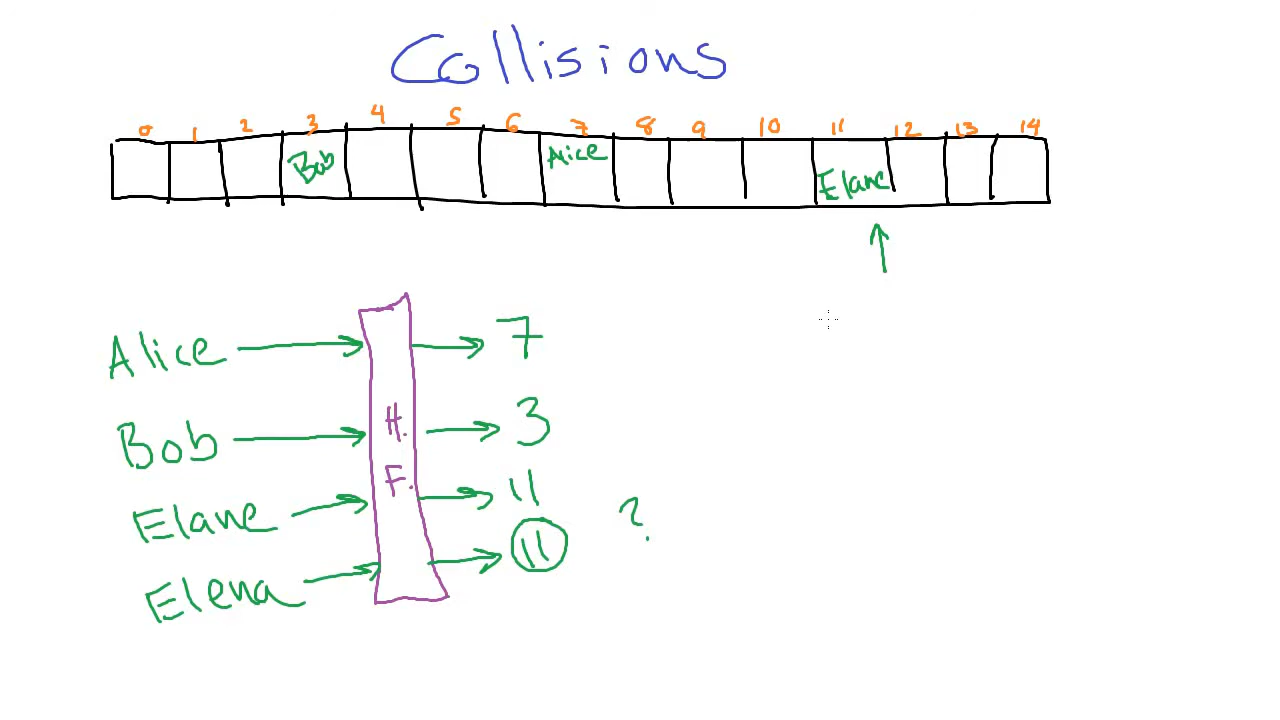 Collisions
0 1 2 3 4 5 6 7 8 9 10 11 12 13 14
Bob Alice Elane
Alice 7
Bob 3
H.
F.
Elane 11 ?
Elena 11